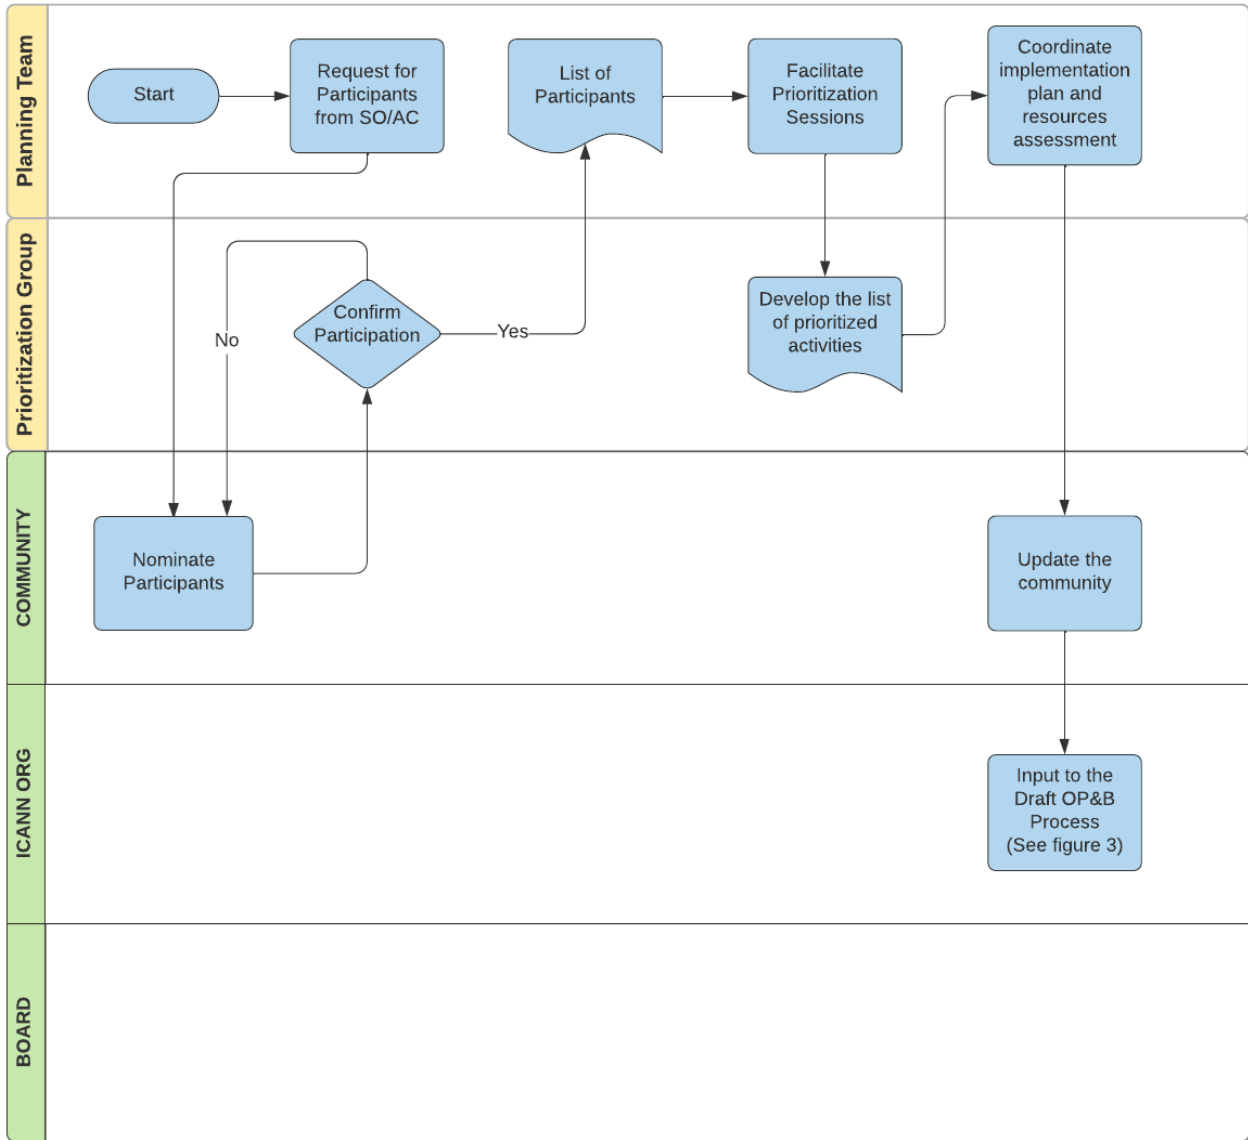 Planning Team
Start
Request for
Participants
from SO/AC
List of
Participants
Facilitate
Prioritization
Sessions
Coordinate
implementation
plan and
resources
assessment
Prioritization Group
No
Confirm
Participation
Yes
Develop the list
of prioritized
activities
COMMUNITY
Nominate
Participants
Update the
community
ICANN ORG
Input to the
Draft OP&B
Process
(See figure 3)
BOARD